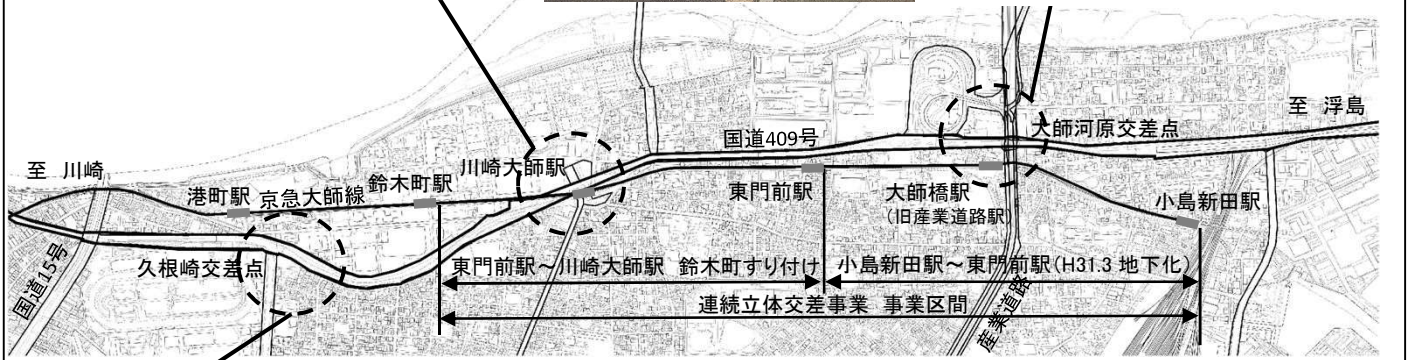 至 川崎
国道15号
港町駅
京急大師線
鈴木町駅
川崎大師駅
国道409号
久根崎交差点
東門前駅
大師橋駅
(旧産業道路駅)
大師河原交差点
至 浮島
小島新田駅
東門前駅～川崎大師駅 鈴木町すり付け
小島新田駅～東門前駅(H31.3 地下化)
連続立体交差事業 事業区間
産業道路